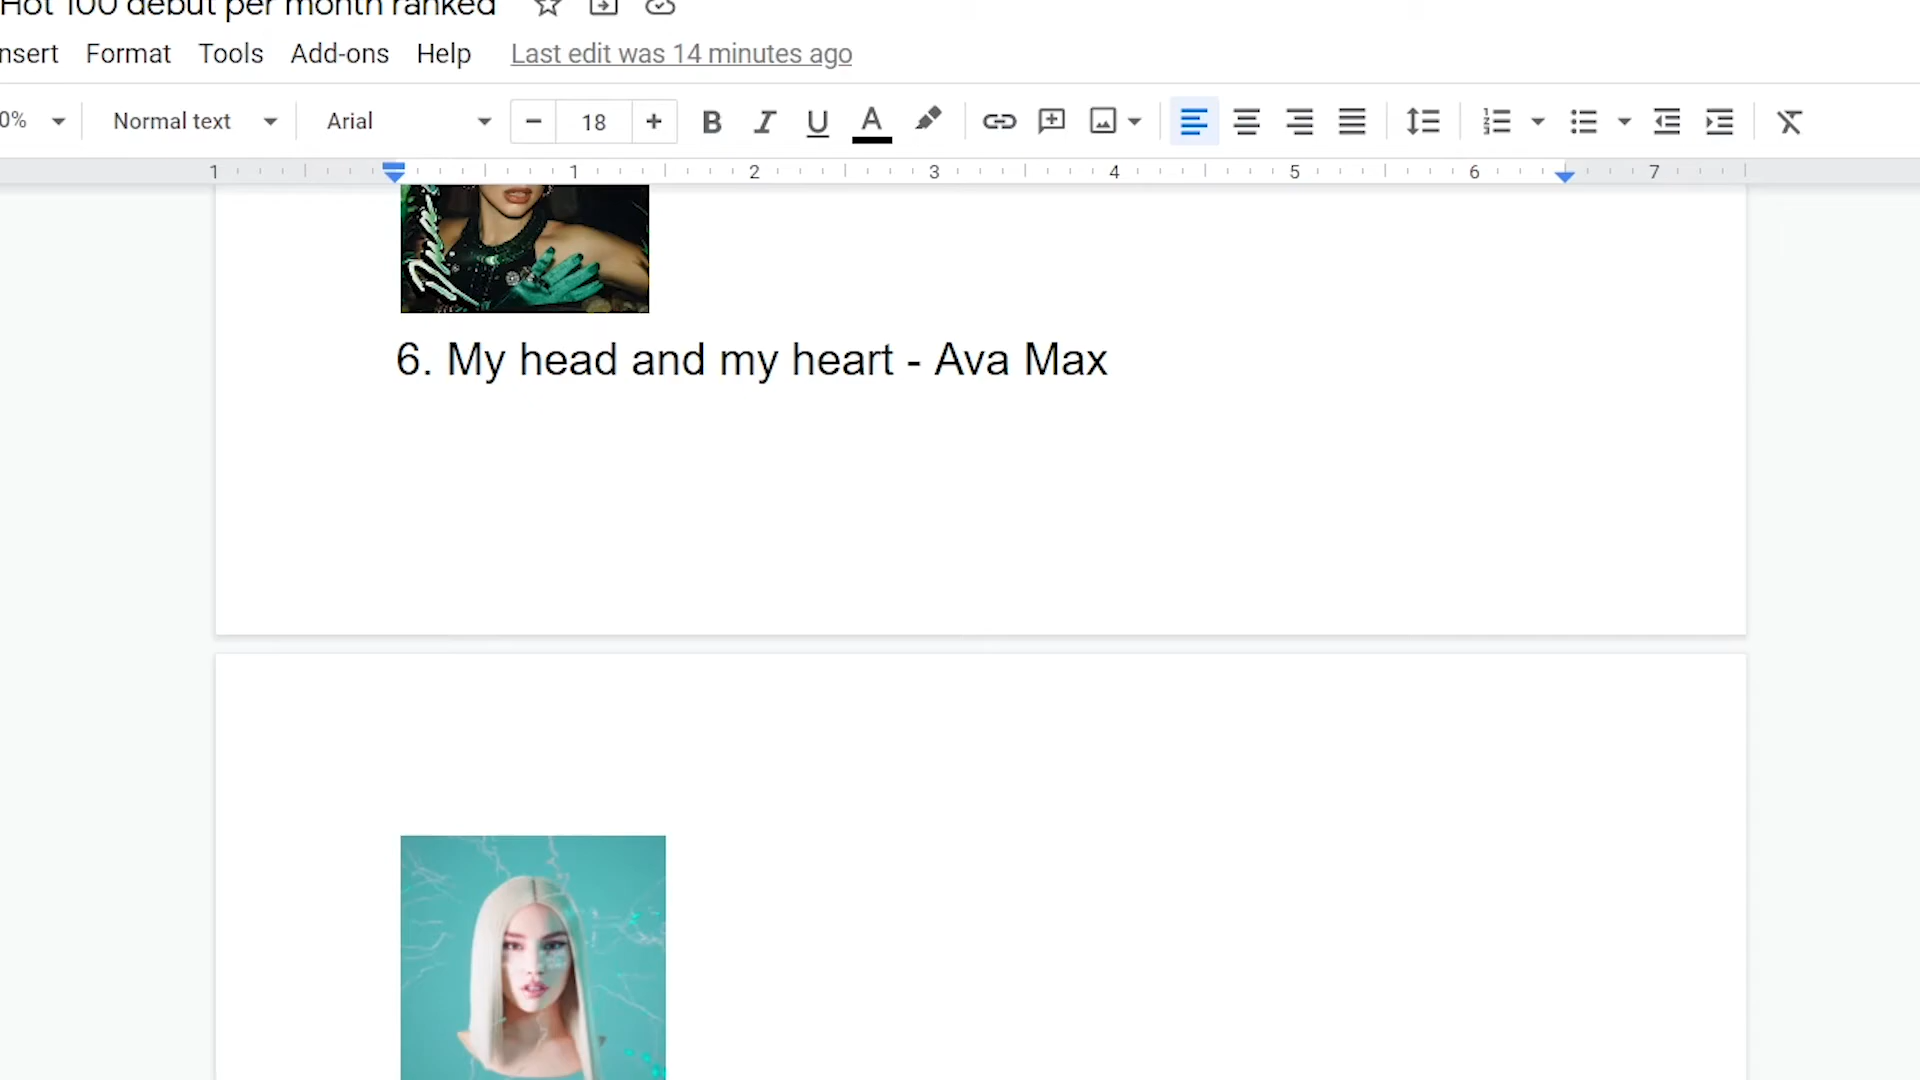 Hot 100 debut per month ranked
nsert Format Tools Add-ons Help Last edit was 14 minutes ago
0% Normal text Arial 18 B I U A
1 1 2 3 4 5 6 7
Dua
6. My head and my heart - Ava Max